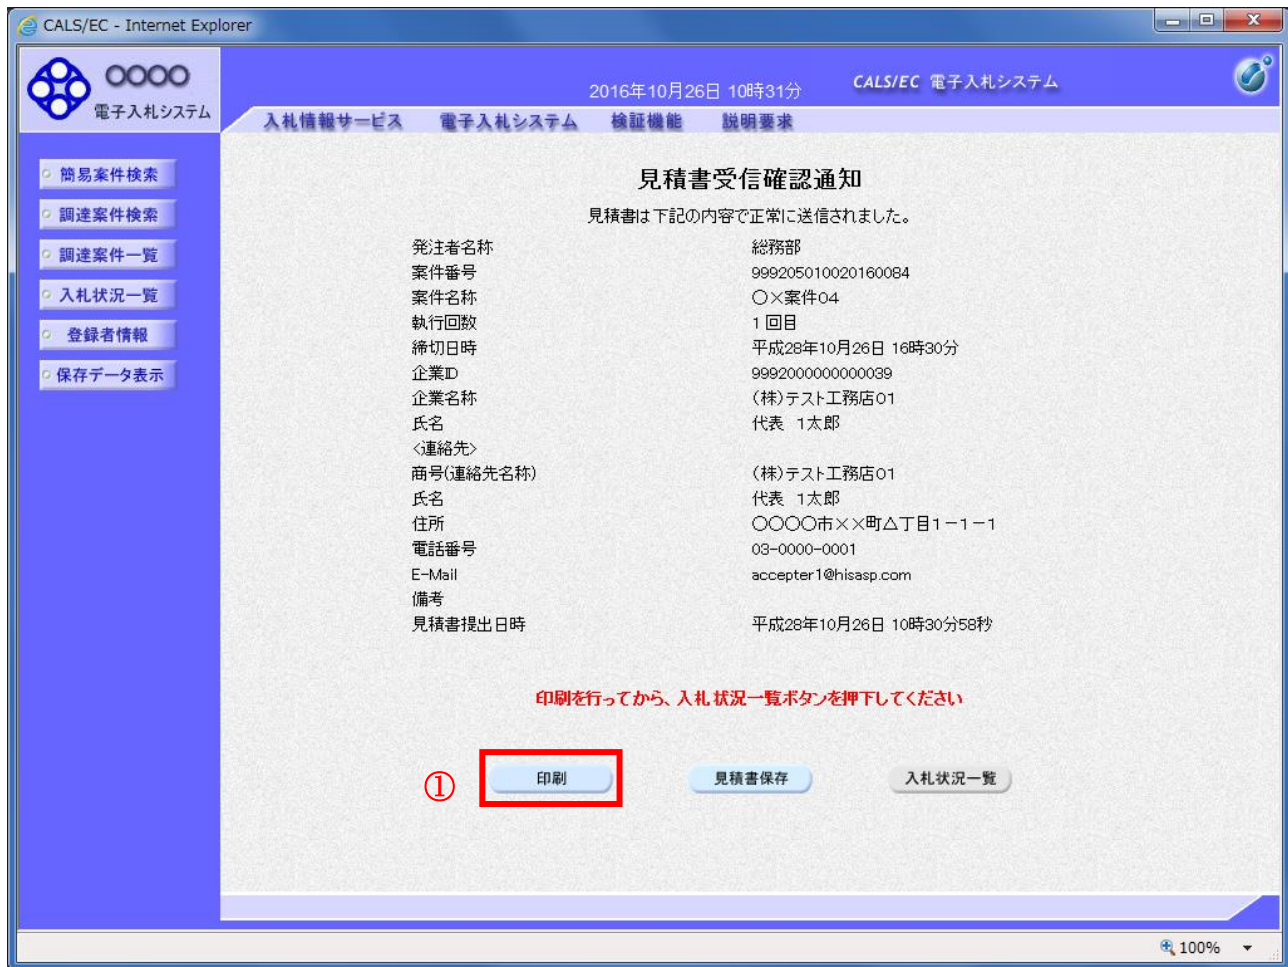 CALS/EC - Internet Explorer
○○○○
電子入札システム
2016年10月26日 10時31分
CALS/EC 電子入札システム
入札情報サービス 電子入札システム 検証機能 説明要求
簡易案件検索
調達案件検索
調達案件一覧
入札状況一覧
登録者情報
保存データ表示
見積書受信確認通知
見積書は下記の内容で正常に送信されました。
発注者名称 総務部
案件番号 999205010020160084
案件名称 ○×案件04
執行回数 1回目
締切日時 平成28年10月26日 16時30分
企業ID 9992000000000039
企業名称 (株)テスト工務店01
氏名 代表 1太郎
<連絡先>
商号(連絡先名称) (株)テスト工務店01
氏名 代表 1太郎
住所 ○○○○市××町△丁目1-1-1
電話番号 03-0000-0001
E-Mail accepter1@hisasp.com
備考
見積書提出日時 平成28年10月26日 10時30分58秒
印刷を行ってから、入札状況一覧ボタンを押下してください
① 印刷 見積書保存 入札状況一覧
100%